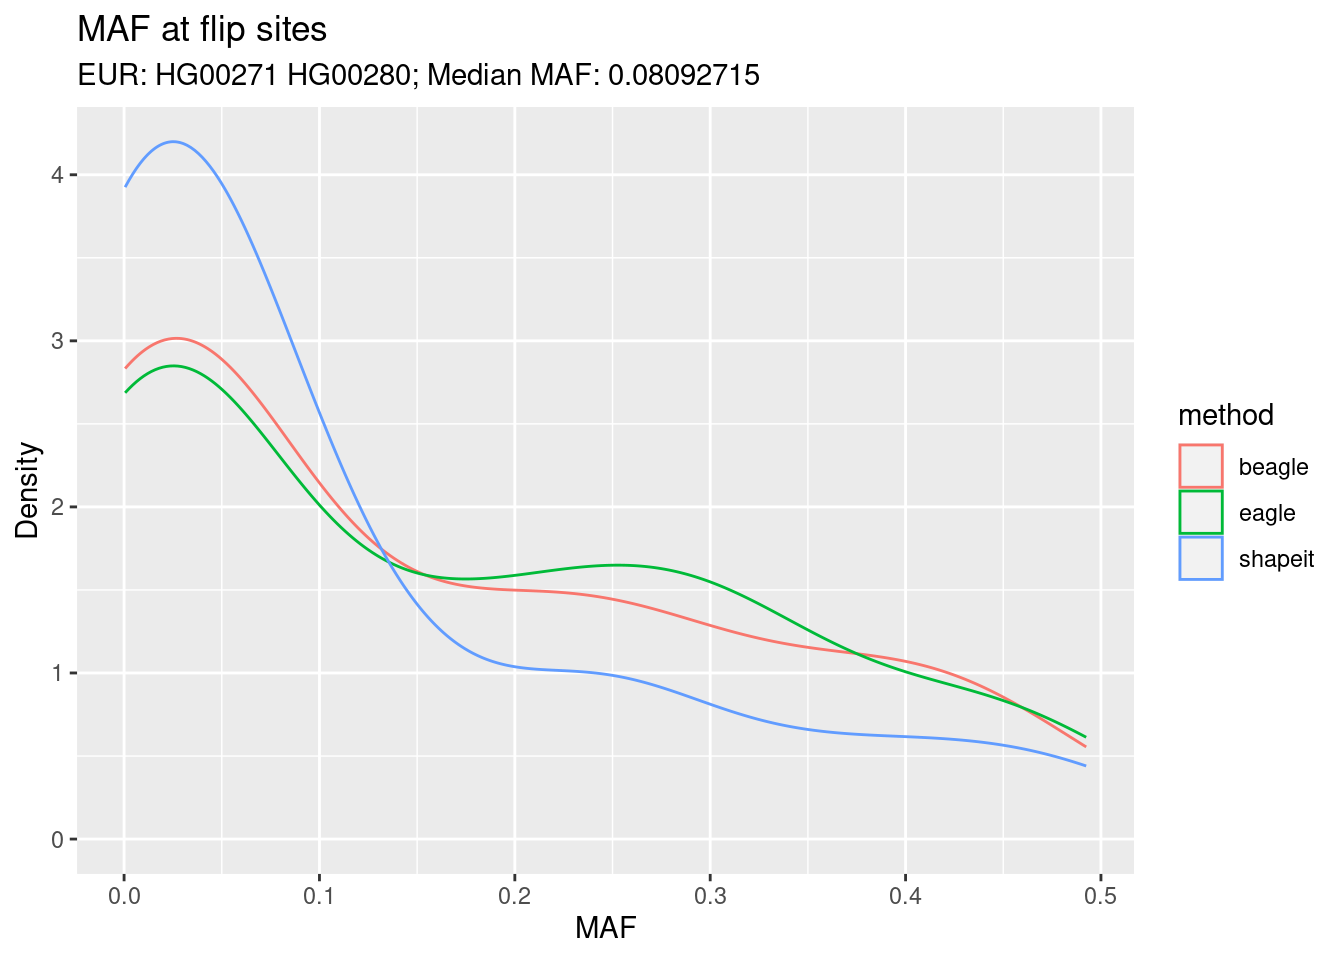 MAF at flip sites
EUR: HG00271 HG00280; Median MAF: 0.08092715
4
3
2
1
0
Density
0.0 0.1 0.2 0.3 0.4 0.5
MAF
method
beagle
eagle
shapeit